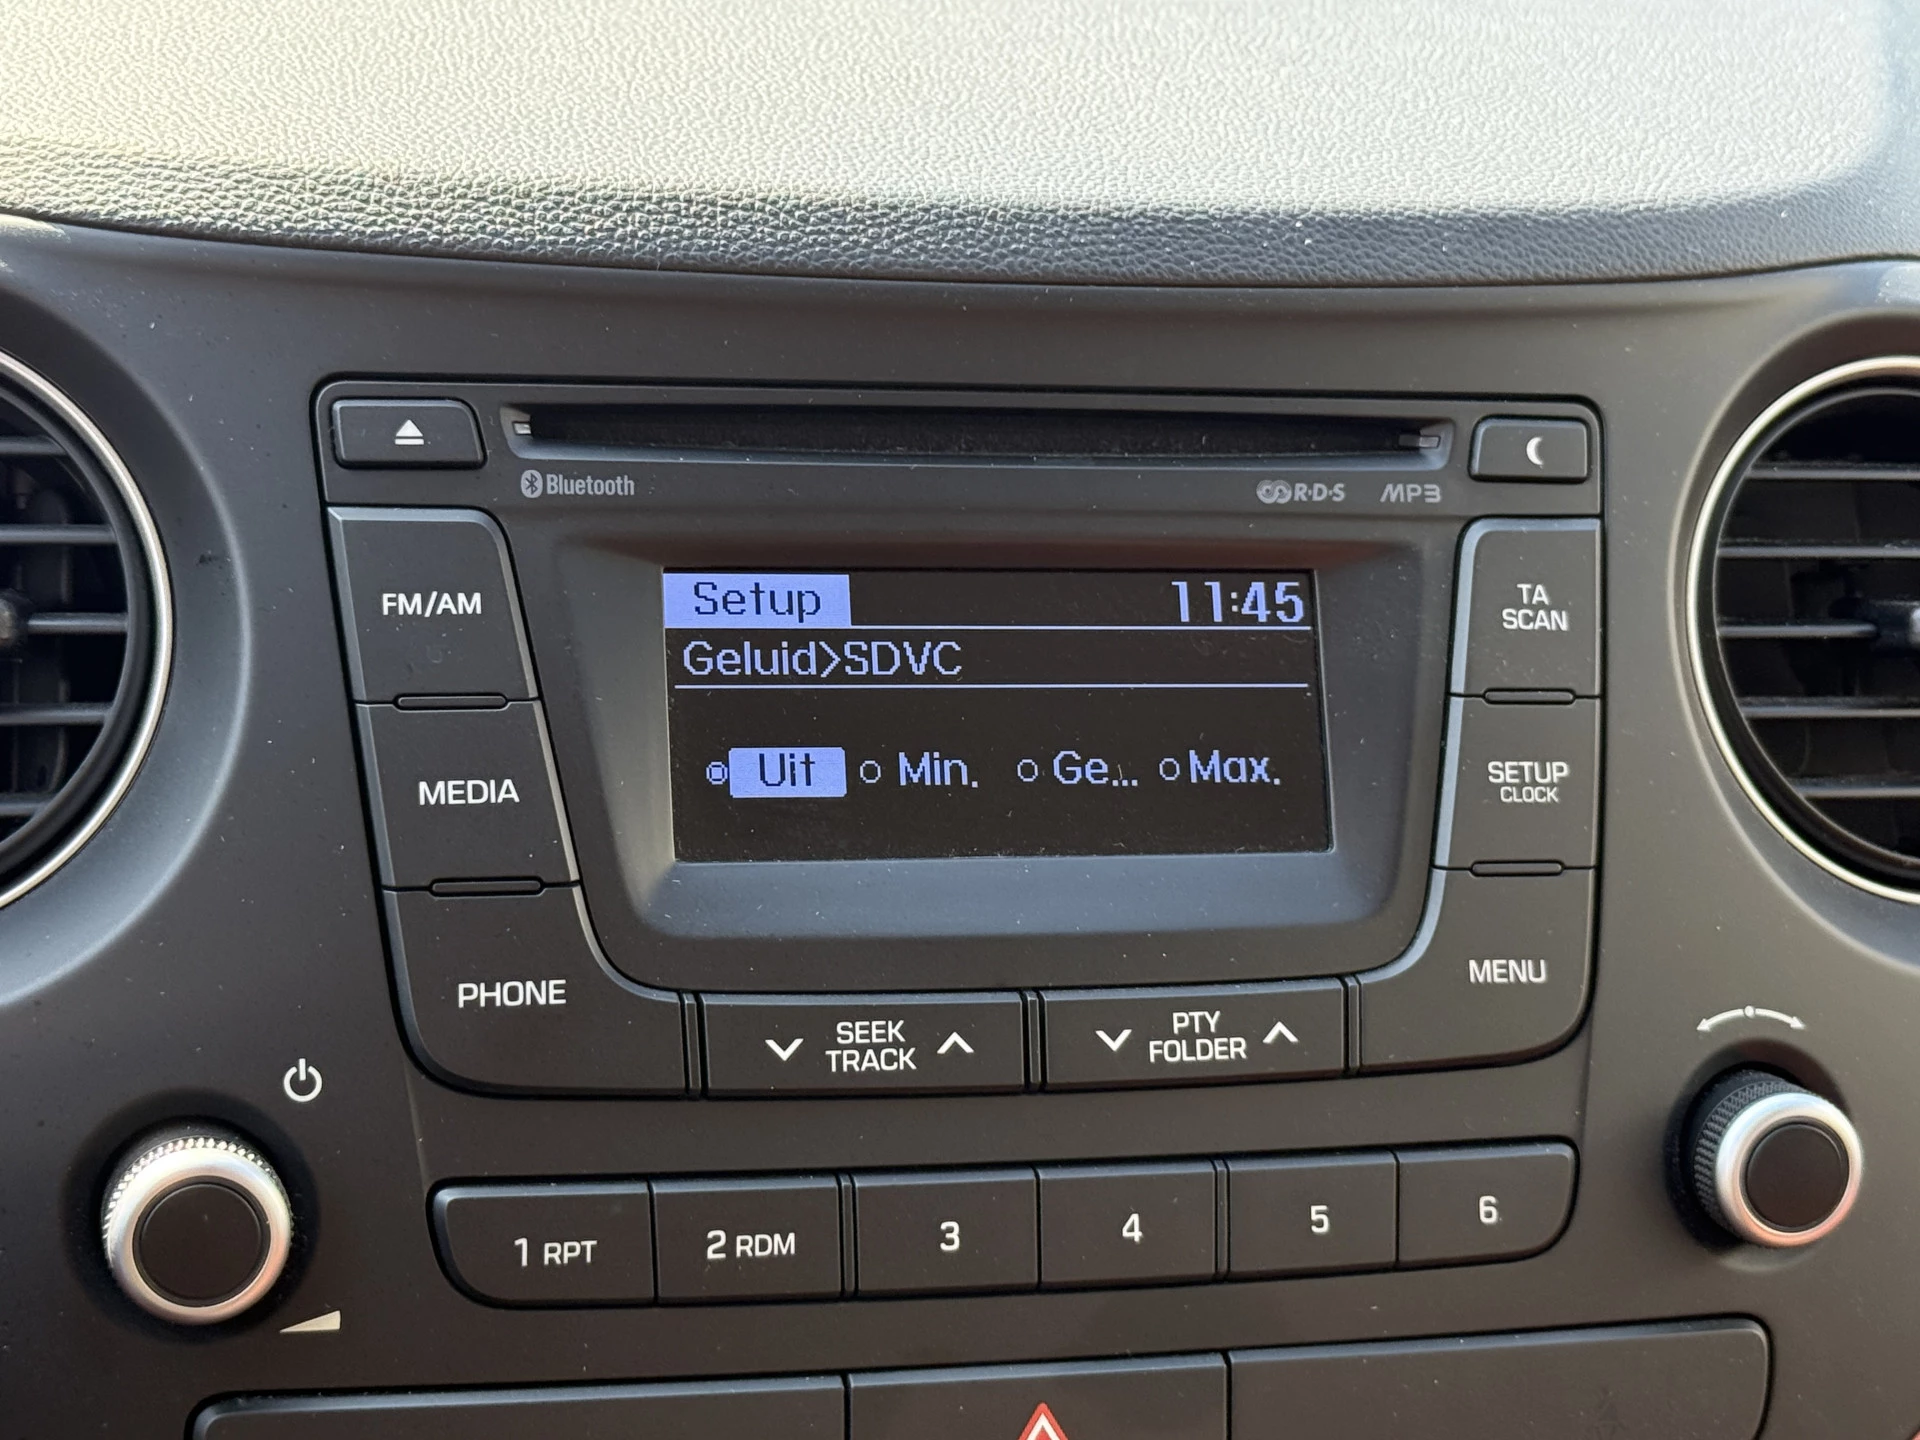 Bluetooth
R·D·S MP3
FM/AM
MEDIA
PHONE
Setup 11:45
Geluid>SDVC
Uit Min. Ge... Max.
TA
SCAN
SETUP
CLOCK
MENU
SEEK
TRACK
PTY
FOLDER
1 RPT 2 RDM 3 4 5 6